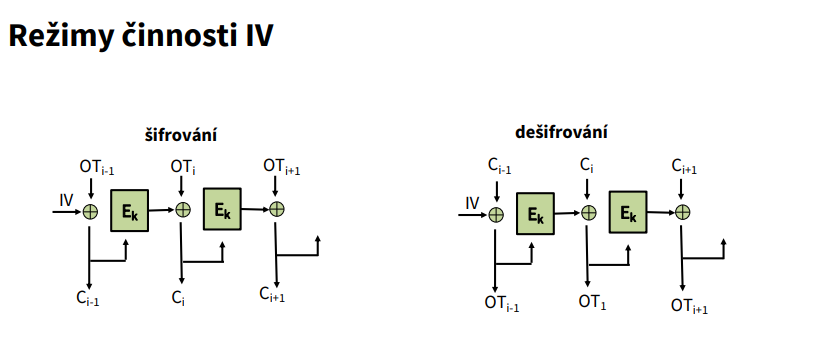 Režimy činnosti IV
šifrování
dešifrování
OTi-1 OTi OTi+1
IV
Ek Ek
Ci-1 Ci Ci+1
Ci-1 Ci Ci+1
IV
Ek Ek
OTi-1 OT1 OTi+1